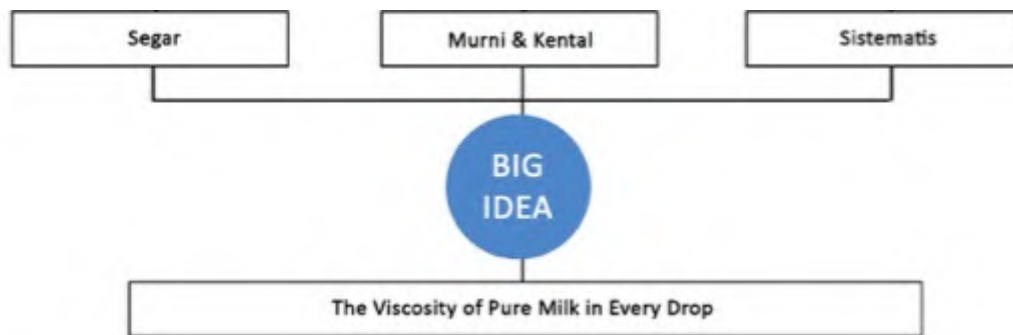 Segar
Murni & Kental
Sistematis
BIG
IDEA
The Viscosity of Pure Milk in Every Drop